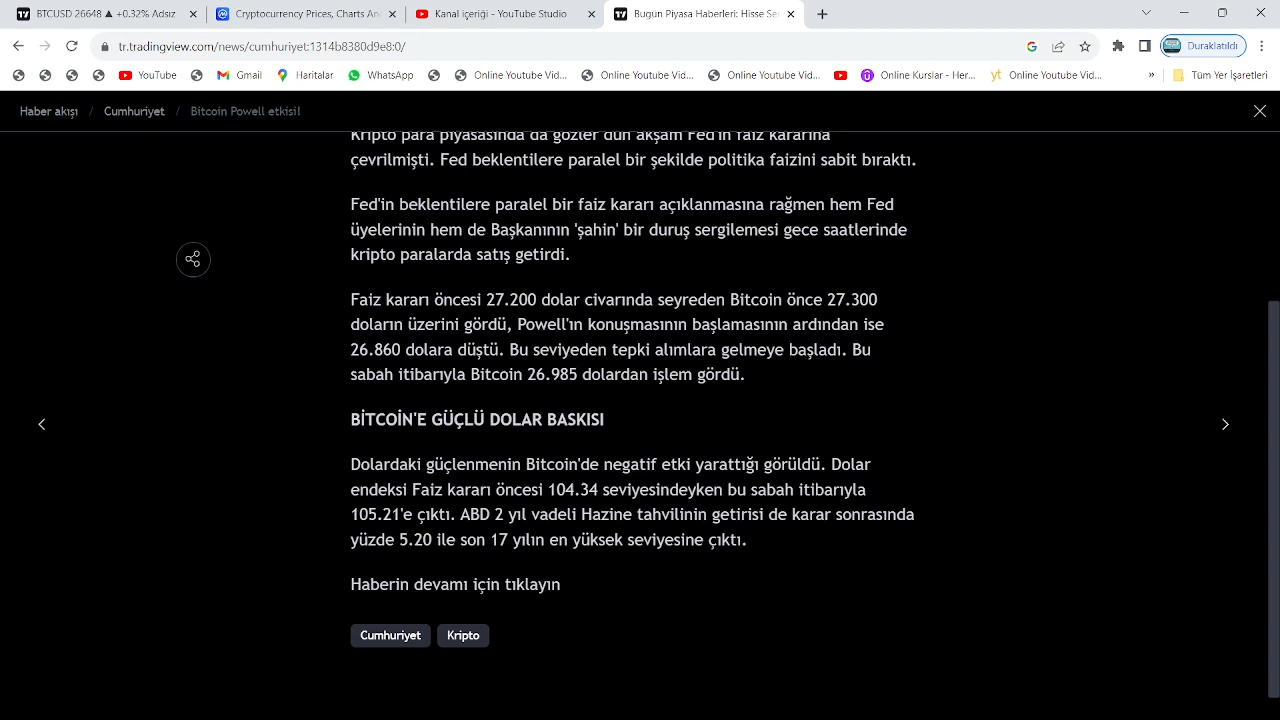 BTCUSD 26648 ▲ +0.32% Adsız
Cryptocurrency Prices, Charts An
Kanal içeriği - YouTube Studio
Bugün Piyasa Haberleri: Hisse Se
tr.tradingview.com/news/cumhuriyet:1314b8380d9e8:0/
Duraklatıldı
YouTube
Gmail
Haritalar
WhatsApp
Online Youtube Vid...
Online Youtube Vid...
Online Youtube Vid...
Online Kurslar - Her...
yt Online Youtube Vid...
»
Tüm Yer İşaretleri
Haber akışı / Cumhuriyet / Bitcoin Powell etkisi!
Kripto para piyasasında da gözler dün akşam Fed'in faiz kararına
çevrilmişti. Fed beklentilere paralel bir şekilde politika faizini sabit bıraktı.
Fed'in beklentilere paralel bir faiz kararı açıklanmasına rağmen hem Fed
üyelerinin hem de Başkanının 'şahin' bir duruş sergilemesi gece saatlerinde
kripto paralarda satış getirdi.
Faiz kararı öncesi 27.200 dolar civarında seyreden Bitcoin önce 27.300
doların üzerini gördü, Powell'ın konuşmasının başlamasının ardından ise
26.860 dolara düştü. Bu seviyeden tepki alımlara gelmeye başladı. Bu
sabah itibarıyla Bitcoin 26.985 dolardan işlem gördü.
BİTCOİN'E GÜÇLÜ DOLAR BASKISI
Dolardaki güçlenmenin Bitcoin'de negatif etki yarattığı görüldü. Dolar
endeksi Faiz kararı öncesi 104.34 seviyesindeyken bu sabah itibarıyla
105.21'e çıktı. ABD 2 yıl vadeli Hazine tahvilinin getirisi de karar sonrasında
yüzde 5.20 ile son 17 yılın en yüksek seviyesine çıktı.
Haberin devamı için tıklayın
Cumhuriyet
Kripto